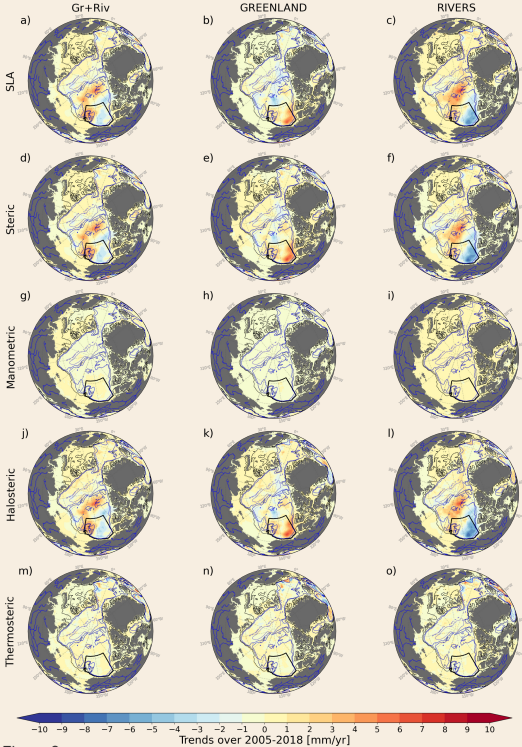 Gr+Riv GREENLAND RIVERS
a) b) c)
SLA
d) e) f)
Steric
g) h) i)
Manometric
j) k) l)
Halosteric
m) n) o)
Thermosteric
−10 −9 −8 −7 −6 −5 −4 −3 −2 −1 0 1 2 3 4 5 6 7 8 9 10
Trends over 2005-2018 [mm/yr]